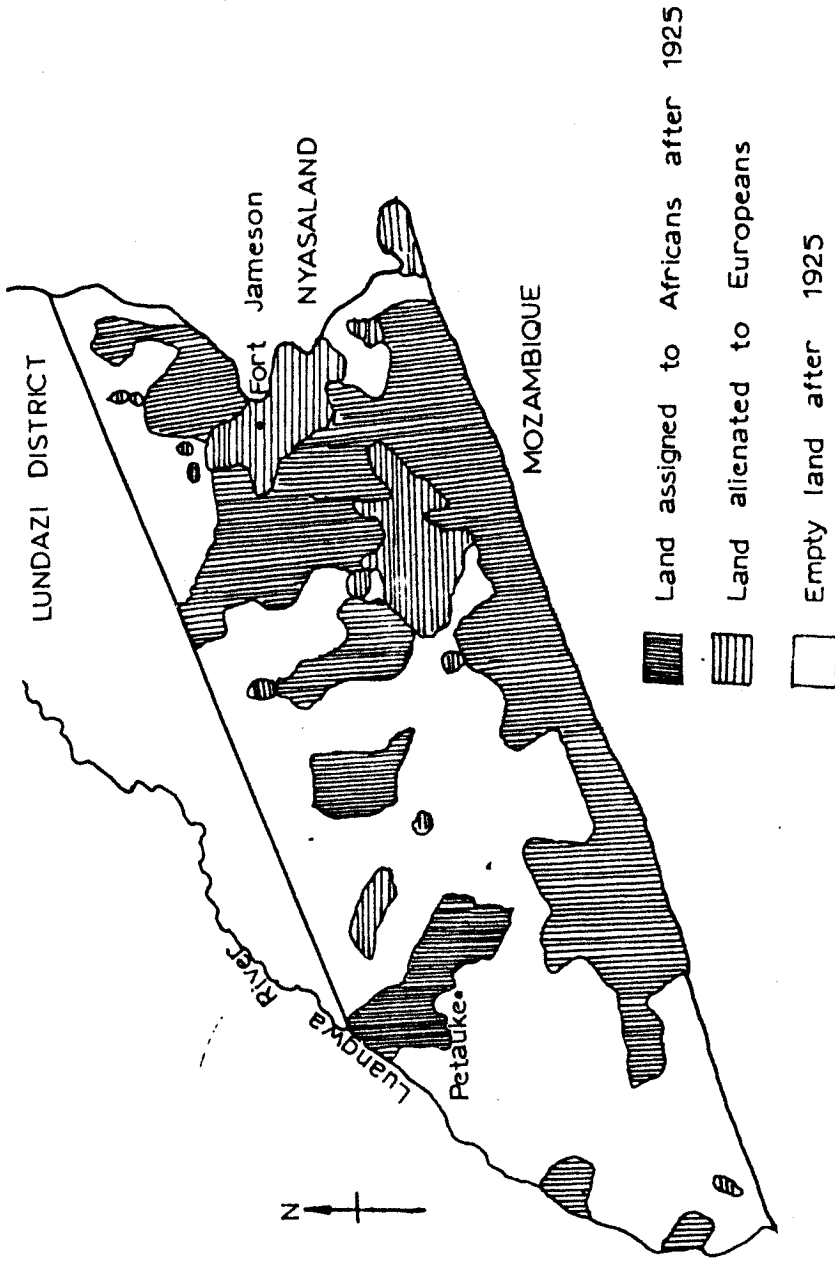 LUNDAZI DISTRICT
Luangwa River
Fort Jameson
NYASALAND
Petauke
MOZAMBIQUE
N
Land assigned to Africans after 1925
Land alienated to Europeans
Empty land after 1925